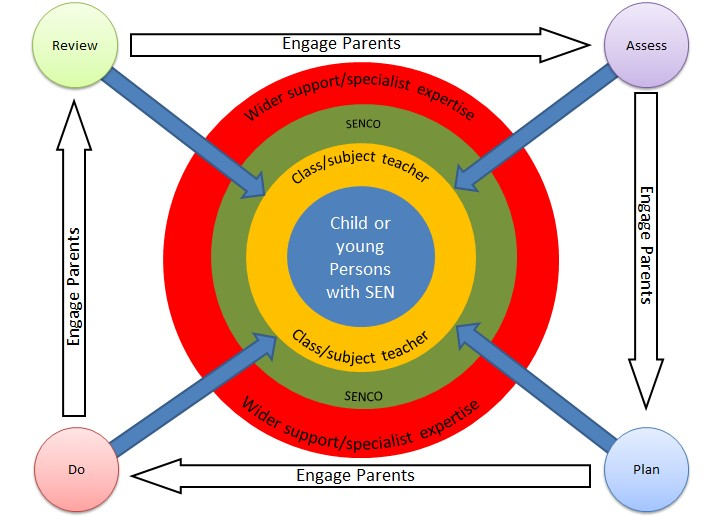 Review
Engage Parents
Assess
Wider support/specialist expertise
SENCO
Class/subject teacher
Child or
young
Persons
with SEN
Engage Parents
Engage Parents
Class/subject teacher
SENCO
Wider support/specialist expertise
Do
Engage Parents
Plan